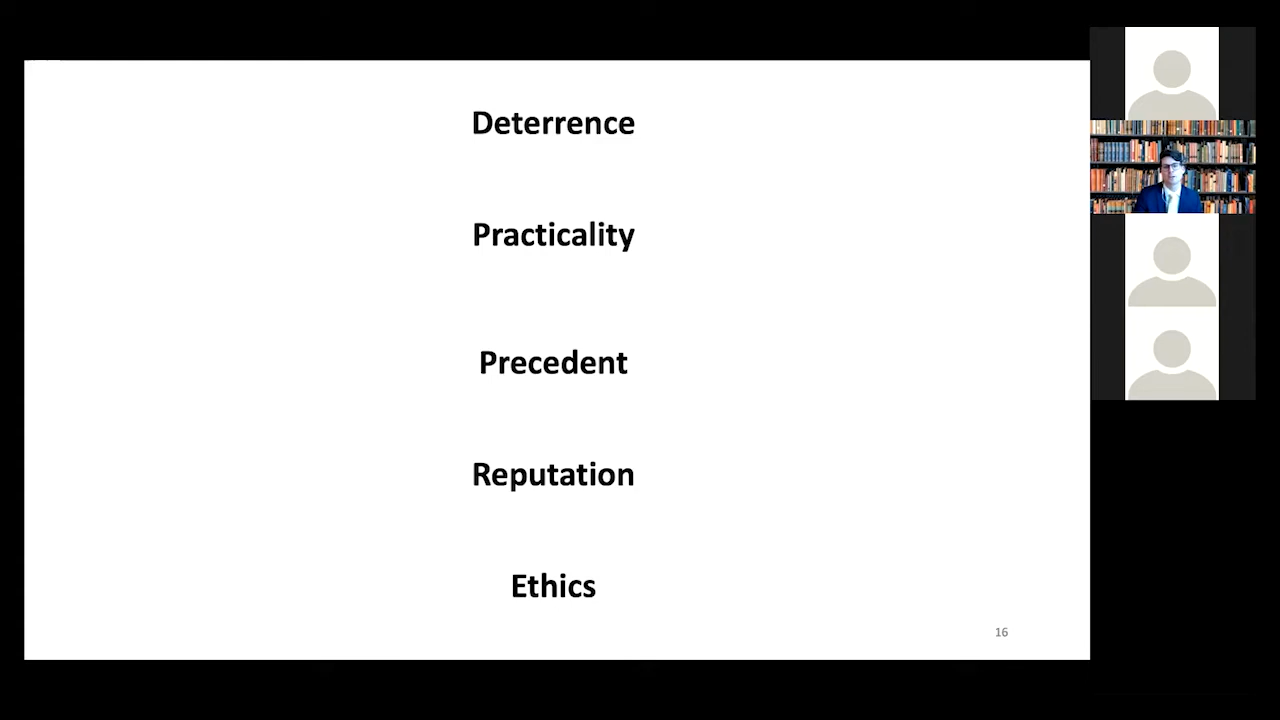 Deterrence
Practicality
Precedent
Reputation
Ethics
16